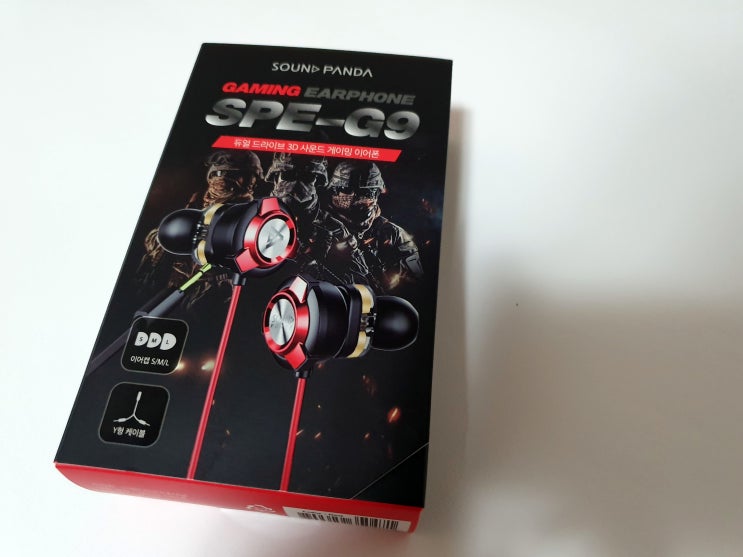 SOUND PANDA
GAMING EARPHONE
SPE-G9
듀얼 드라이브 3D 사운드 게이밍 이어폰
S M L
이어캡 S/M/L
Y형 케이블